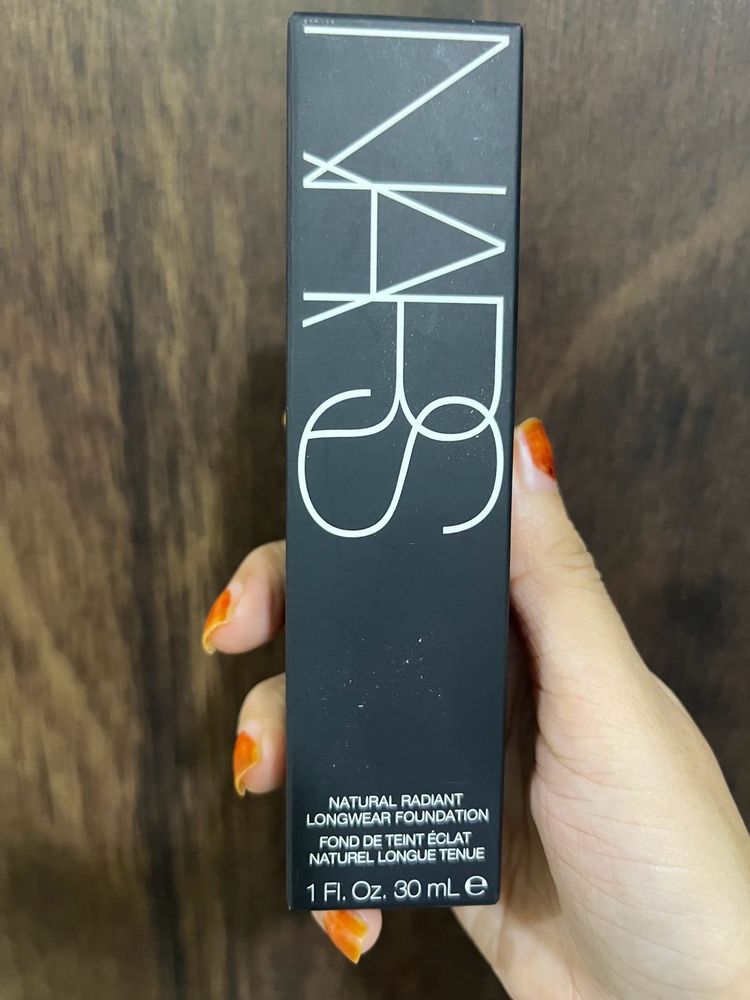 NARS
NATURAL RADIANT
LONGWEAR FOUNDATION
FOND DE TEINT ÉCLAT
NATUREL LONGUE TENUE
1 Fl. Oz. 30 mL ℮